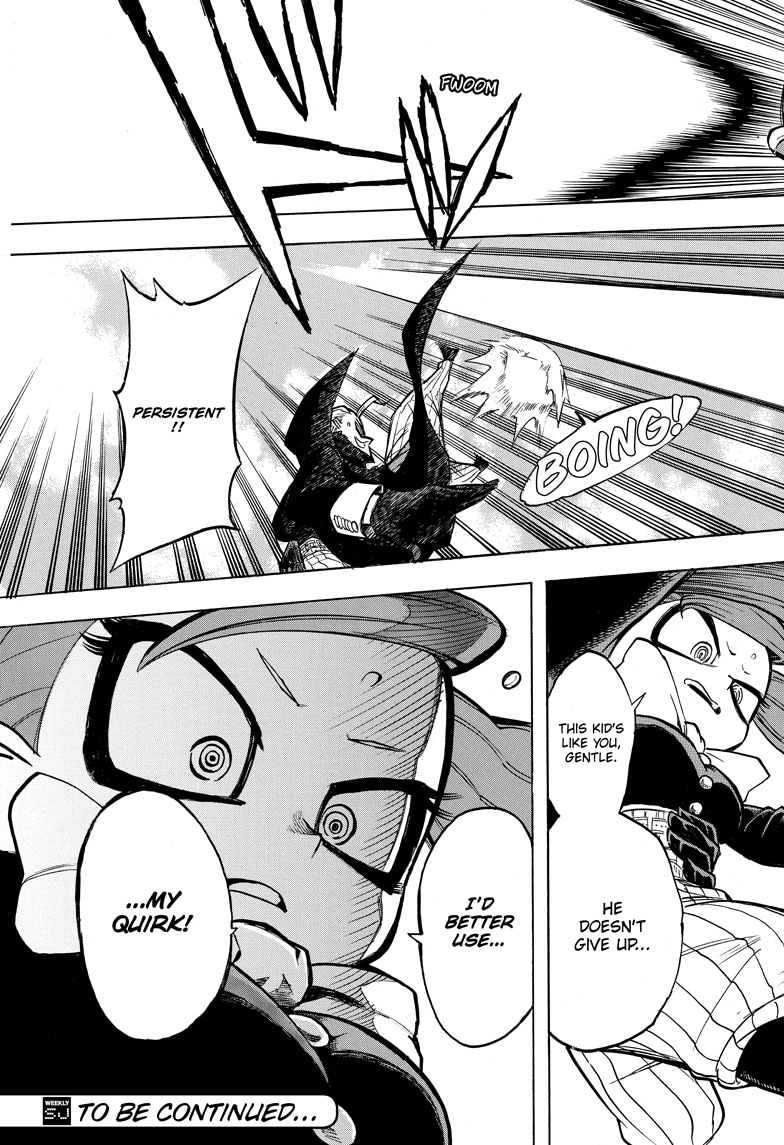 FWOOM
PERSISTENT
!!
BOING!
THIS KID'S
LIKE YOU,
GENTLE.
HE
DOESN'T
GIVE UP...
I'D
BETTER
USE...
...MY
QUIRK!
WEEKLY
SJ
TO BE CONTINUED...